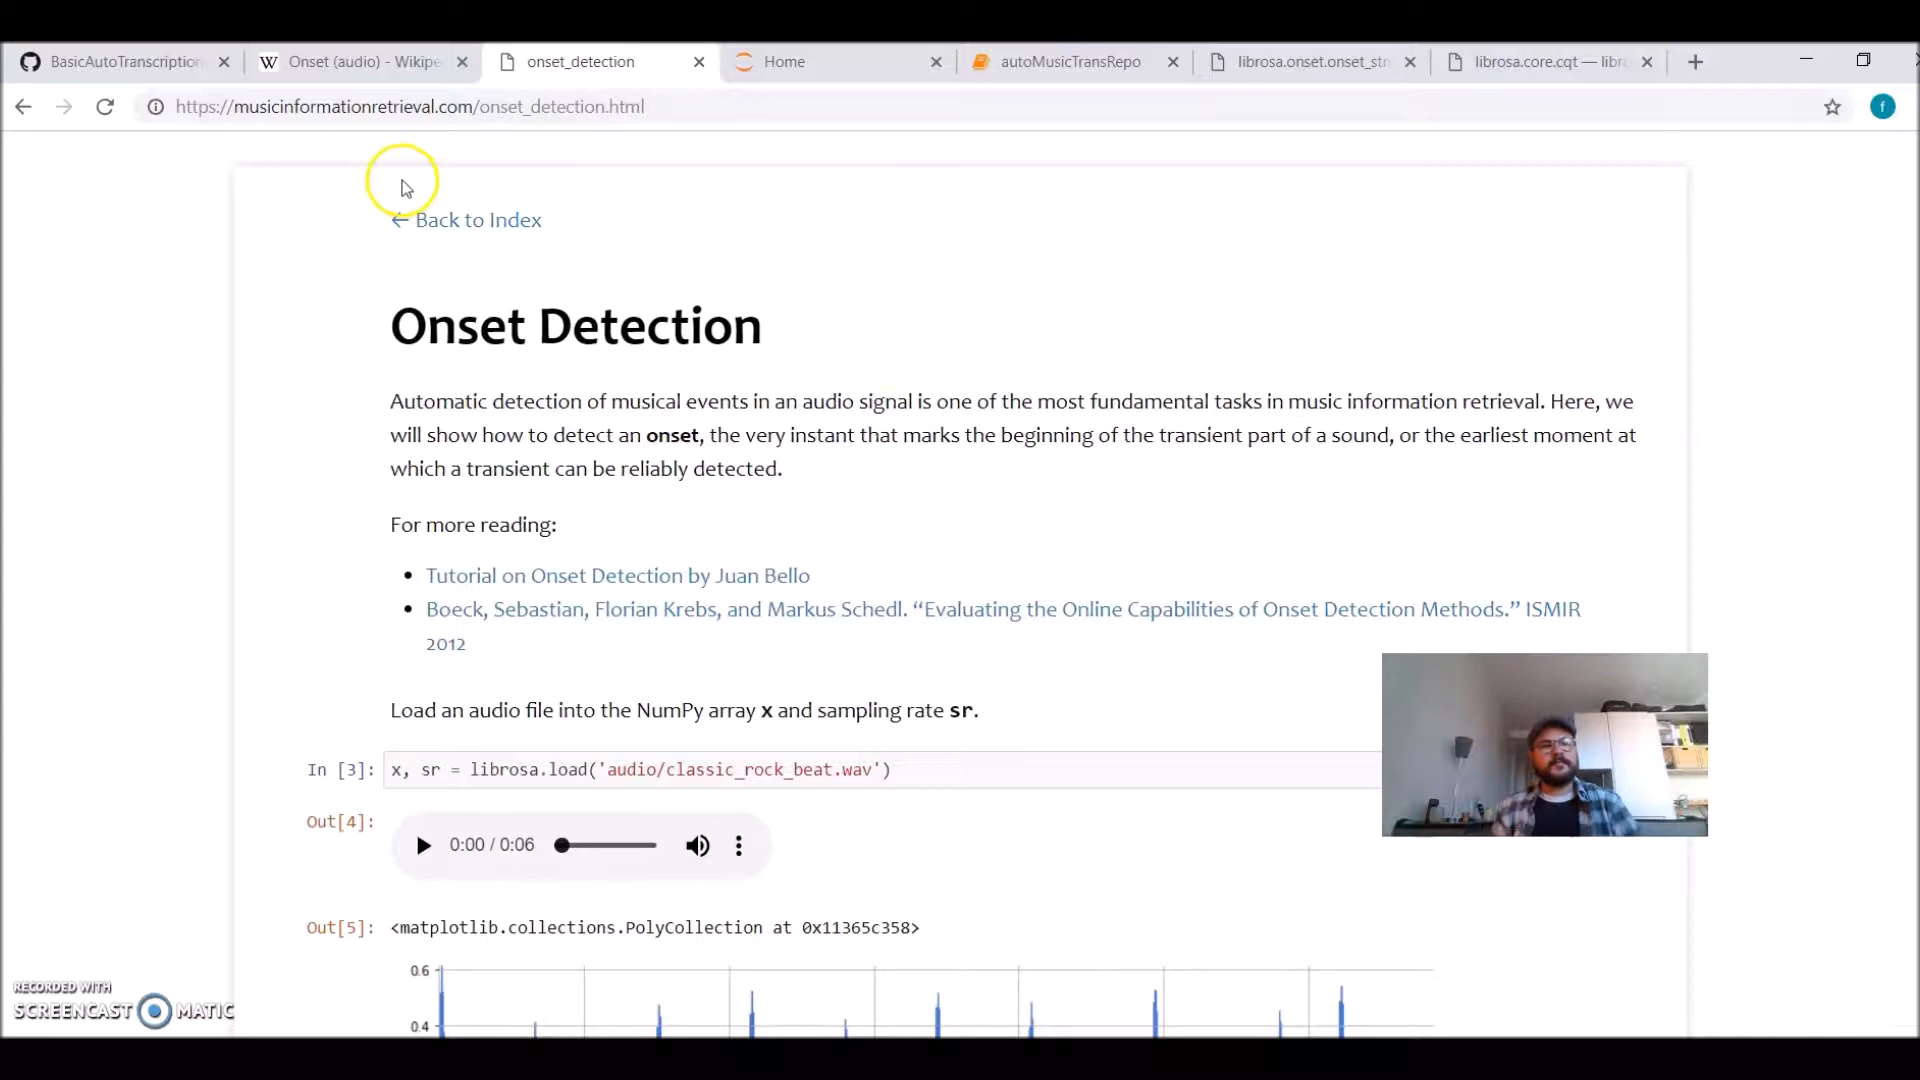 BasicAutoTranscription
Onset (audio) - Wikipe
onset_detection
Home
autoMusicTransRepo
librosa.onset.onset_str
librosa.core.cqt — libr
https://musicinformationretrieval.com/onset_detection.html
f
← Back to Index
Onset Detection
Automatic detection of musical events in an audio signal is one of the most fundamental tasks in music information retrieval. Here, we
will show how to detect an onset, the very instant that marks the beginning of the transient part of a sound, or the earliest moment at
which a transient can be reliably detected.
For more reading:
• Tutorial on Onset Detection by Juan Bello
• Boeck, Sebastian, Florian Krebs, and Markus Schedl. “Evaluating the Online Capabilities of Onset Detection Methods.” ISMIR
2012
Load an audio file into the NumPy array x and sampling rate sr.
In [3]: x, sr = librosa.load('audio/classic_rock_beat.wav')
Out[4]:
0:00 / 0:06
Out[5]: <matplotlib.collections.PolyCollection at 0x11365c358>
0.6
0.4
RECORDED WITH
SCREENCAST MATIC